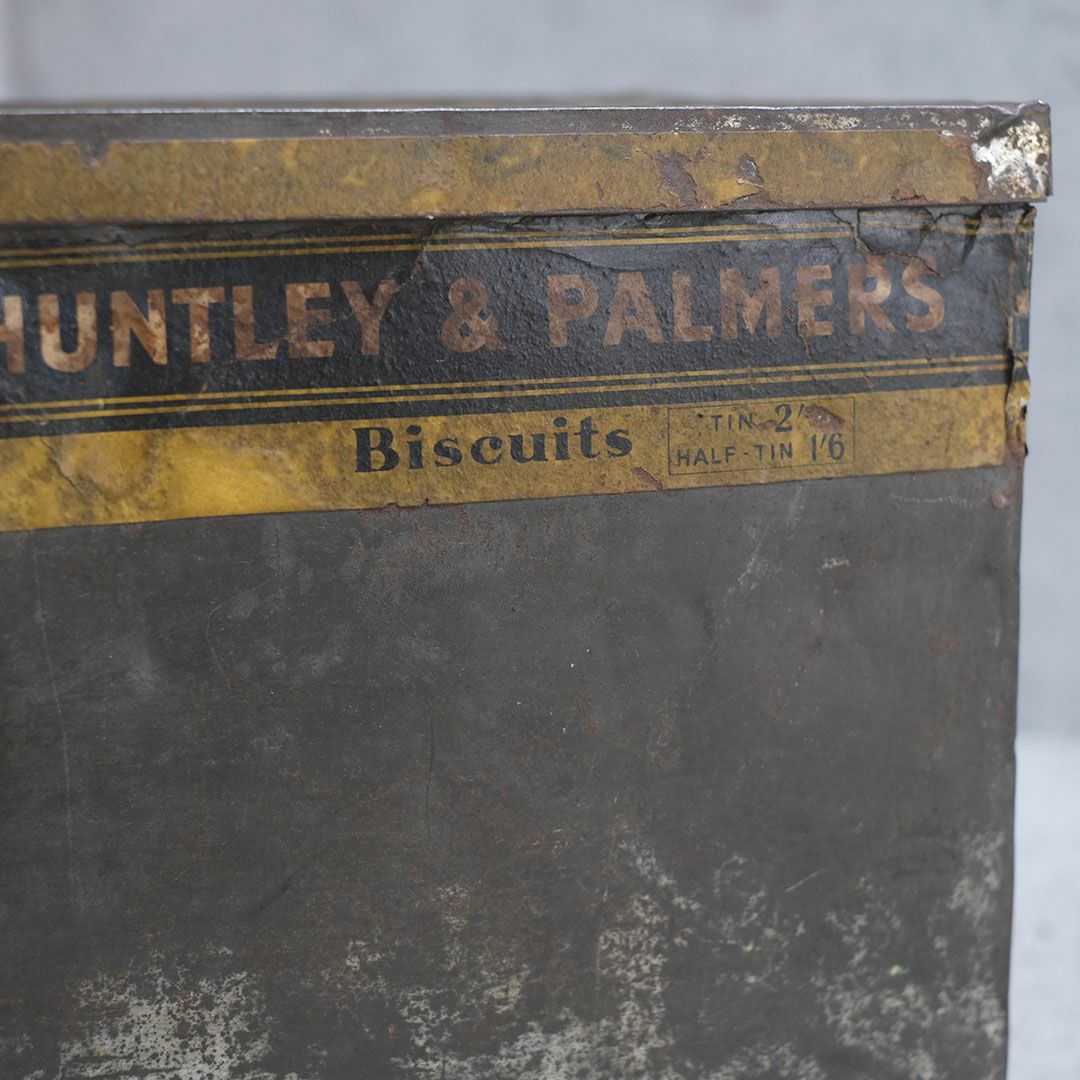 HUNTLEY & PALMERS
Biscuits
TIN 2'
HALF-TIN 1'6